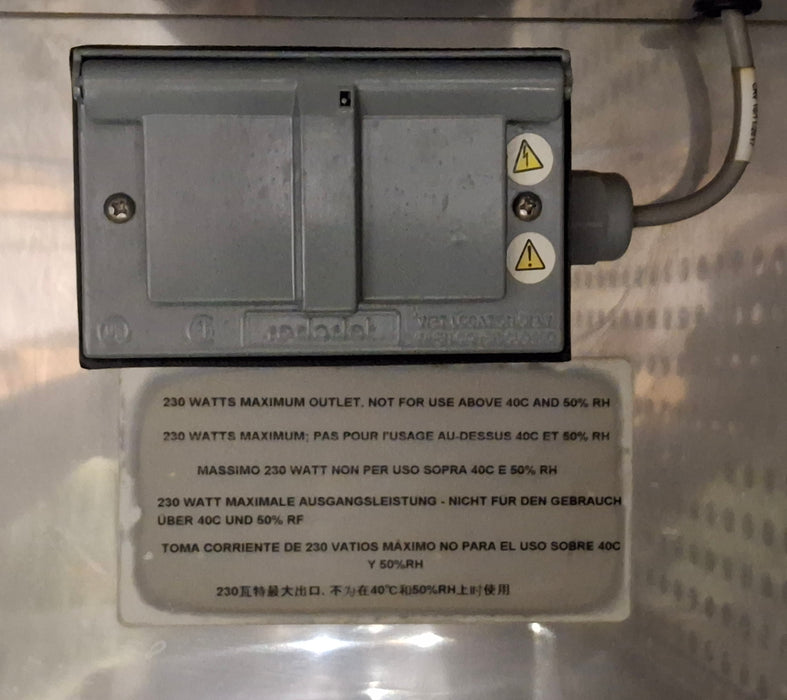 230 WATTS MAXIMUM OUTLET. NOT FOR USE ABOVE 40C AND 50% RH
230 WATTS MAXIMUM; PAS POUR I'USAGE AU-DESSUS 40C ET 50% RH
MASSIMO 230 WATT NON PER USO SOPRA 40C E 50% RH
230 WATT MAXIMALE AUSGANGSLEISTUNG - NICHT FÜR DEN GEBRAUCH
ÜBER 40C UND 50% RF
TOMA CORRIENTE DE 230 VATIOS MÁXIMO NO PARA EL USO SOBRE 40C
Y 50%RH
230瓦特最大出口. 不为在40℃和50%RH上时使用